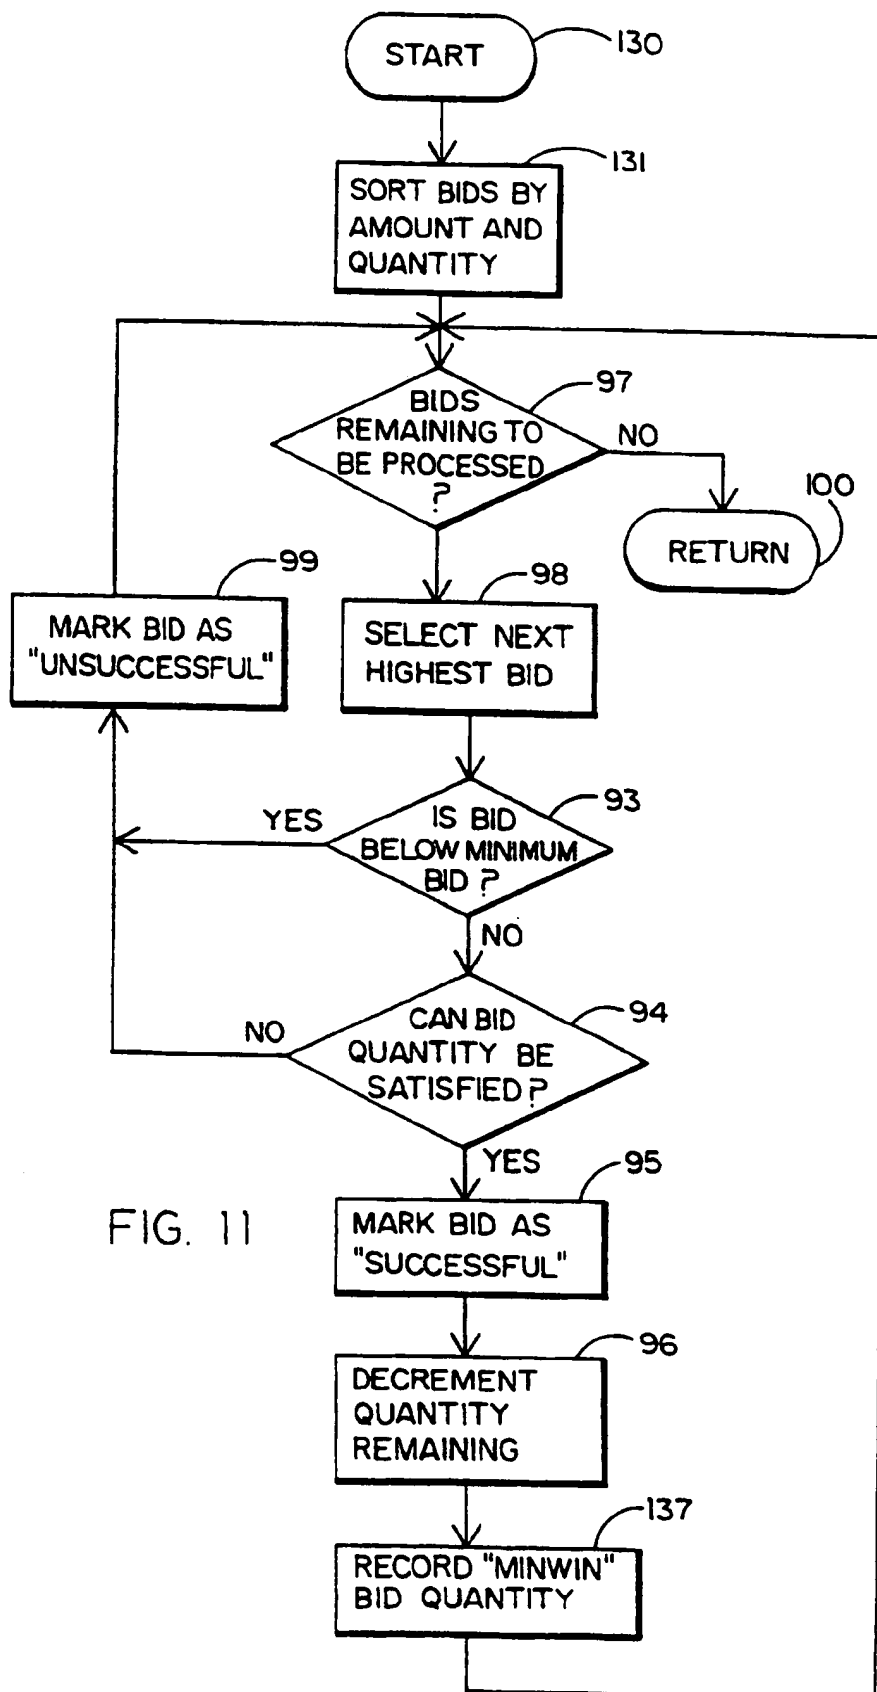 START
130
131
SORT BIDS BY
AMOUNT AND
QUANTITY
97
BIDS
REMAINING TO
BE PROCESSED
?
NO
100
RETURN
99
MARK BID AS
"UNSUCCESSFUL"
98
SELECT NEXT
HIGHEST BID
93
YES
IS BID
BELOW MINIMUM
BID ?
NO
94
NO
CAN BID
QUANTITY BE
SATISFIED?
YES
95
MARK BID AS
"SUCCESSFUL"
FIG. 11
96
DECREMENT
QUANTITY
REMAINING
137
RECORD "MINWIN"
BID QUANTITY